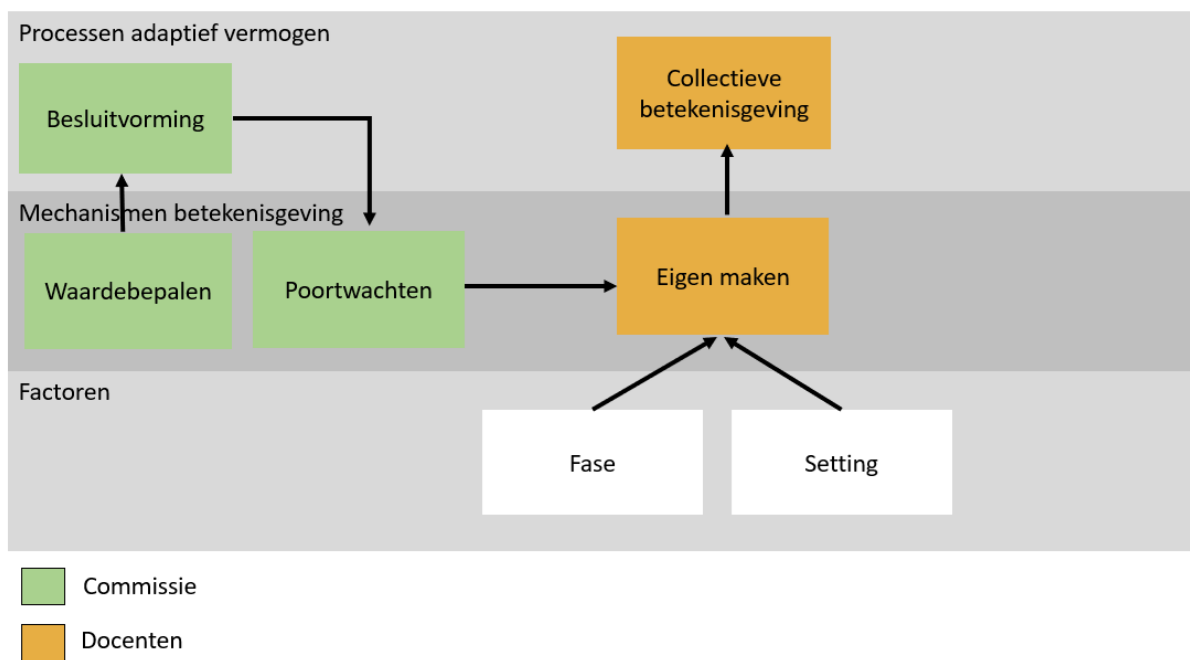 Processen adaptief vermogen
Besluitvorming
Collectieve
betekenisgeving
Mechanismen betekenisgeving
Waardebepalen
Poortwachten
Eigen maken
Factoren
Fase
Setting
Commissie
Docenten